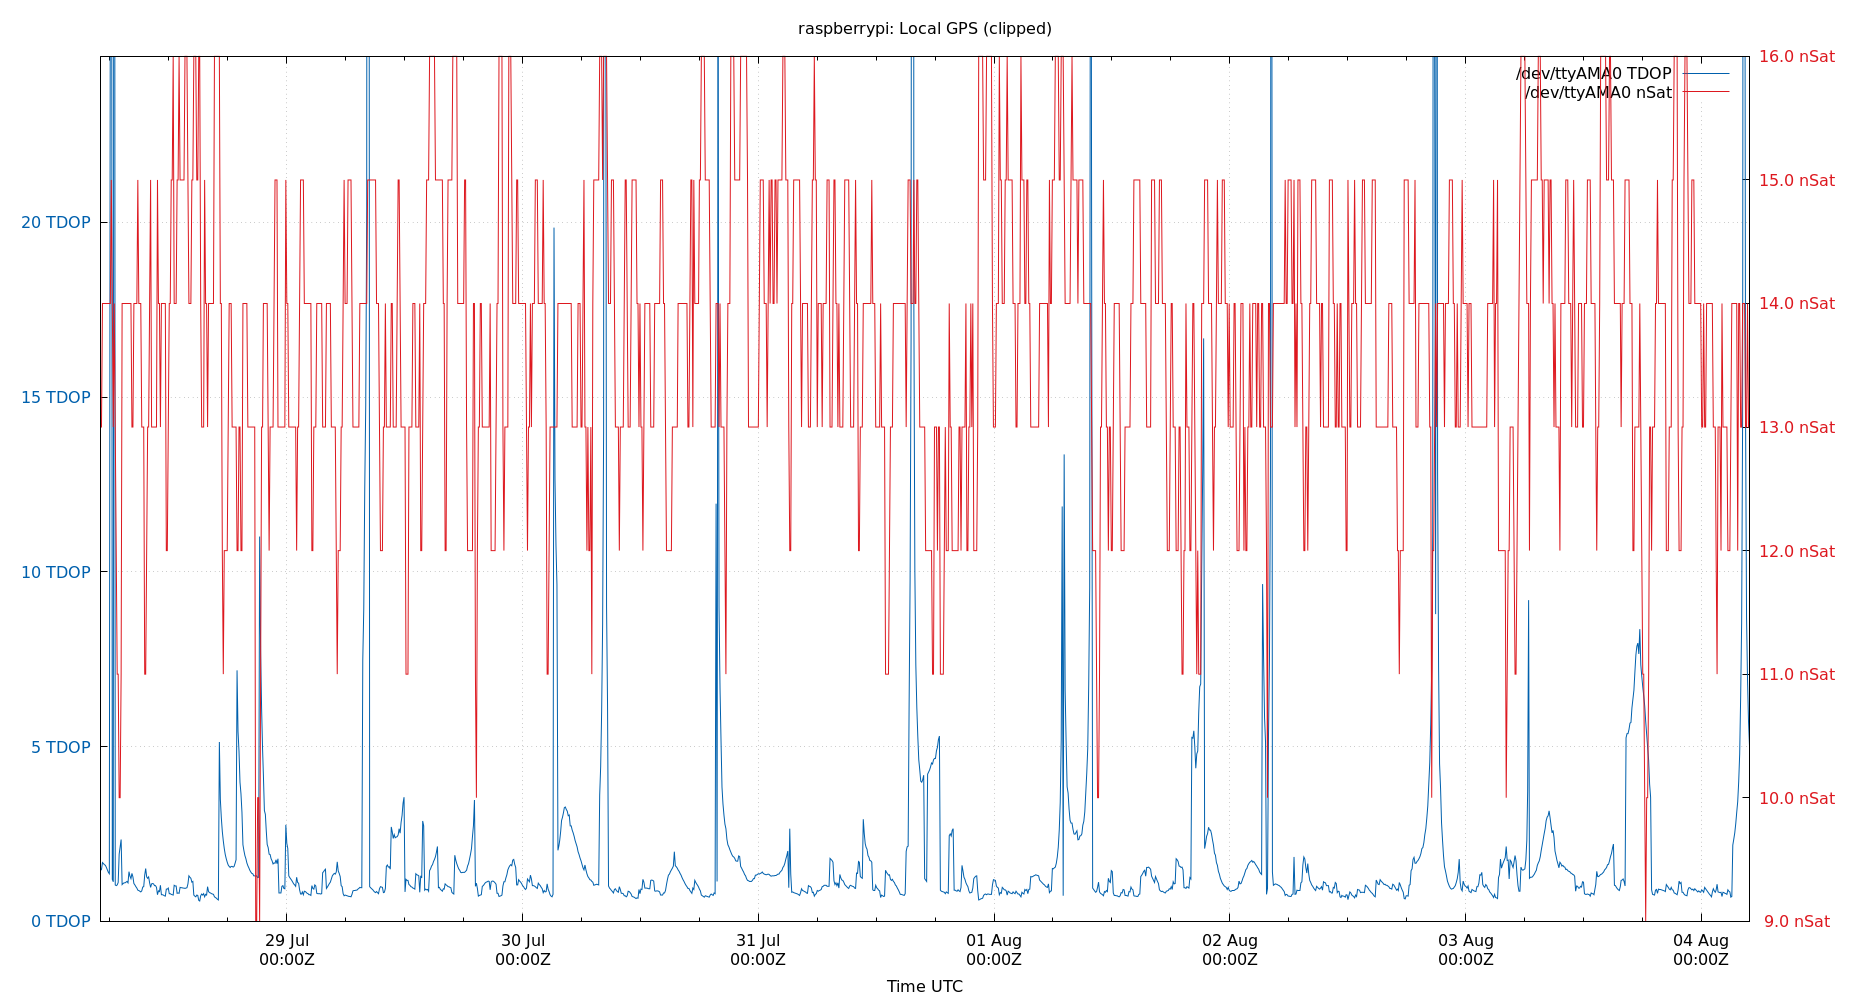 raspberrypi: Local GPS (clipped)
16.0 nSat
/dev/ttyAMA0 TDOP
/dev/ttyAMA0 nSat
15.0 nSat
20 TDOP
14.0 nSat
15 TDOP
13.0 nSat
12.0 nSat
10 TDOP
11.0 nSat
5 TDOP
10.0 nSat
0 TDOP
9.0 nSat
29 Jul 30 Jul 31 Jul 01 Aug 02 Aug 03 Aug 04 Aug
00:00Z 00:00Z 00:00Z 00:00Z 00:00Z 00:00Z 00:00Z
Time UTC